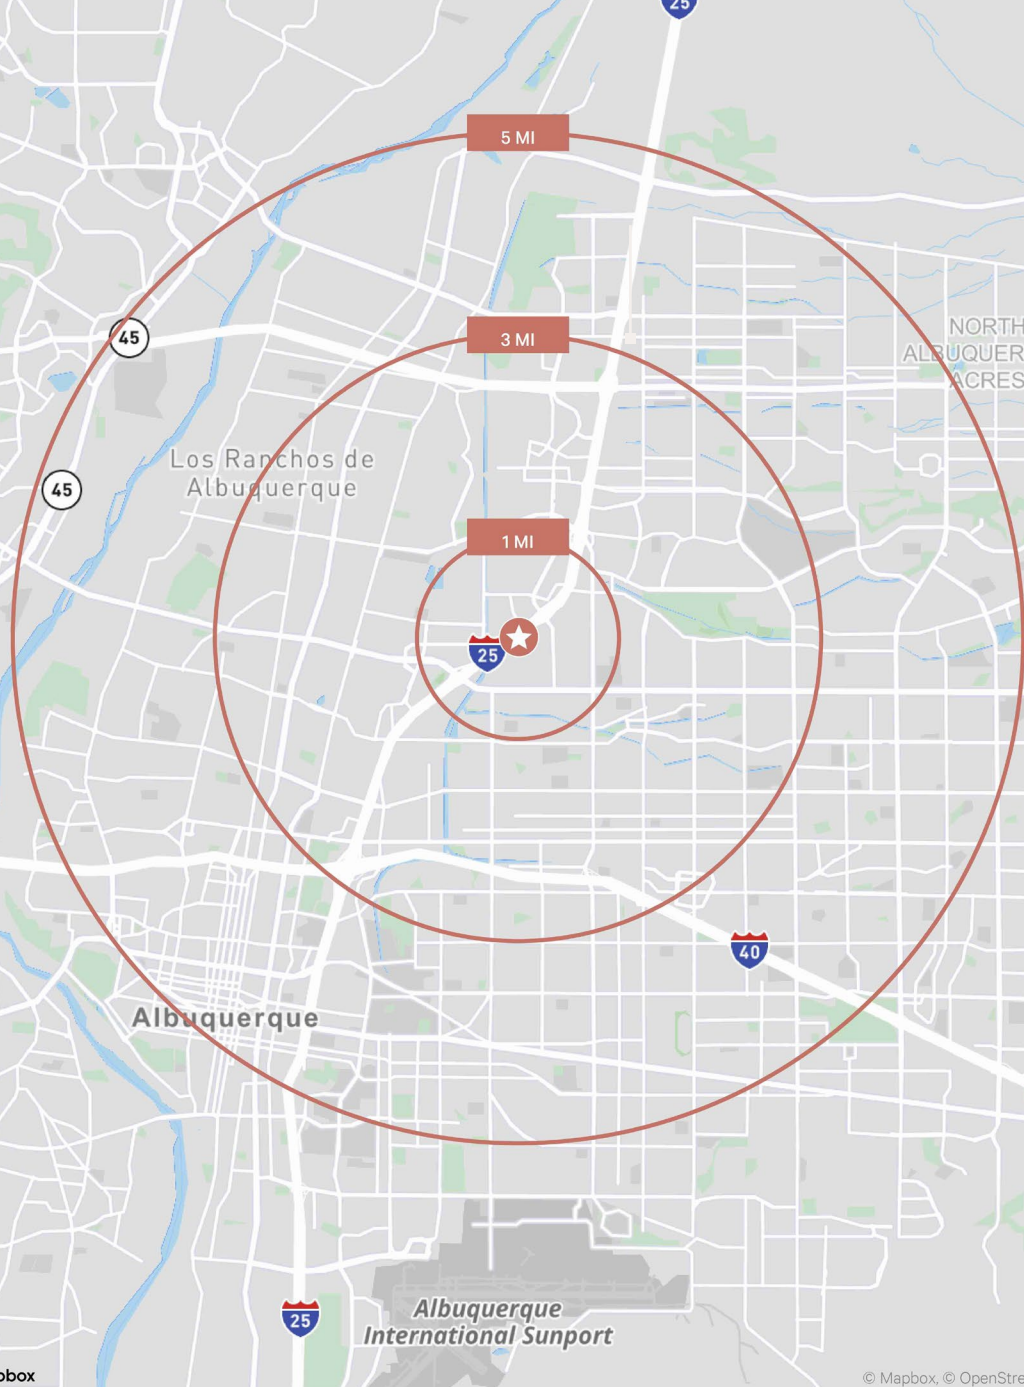 25
5 MI
45
3 MI
NORTH
ALBUQUER
ACRES
Los Ranchos de
Albuquerque
45
1 MI
25
40
Albuquerque
25
Albuquerque
International Sunport
pbox
© Mapbox, © OpenStre